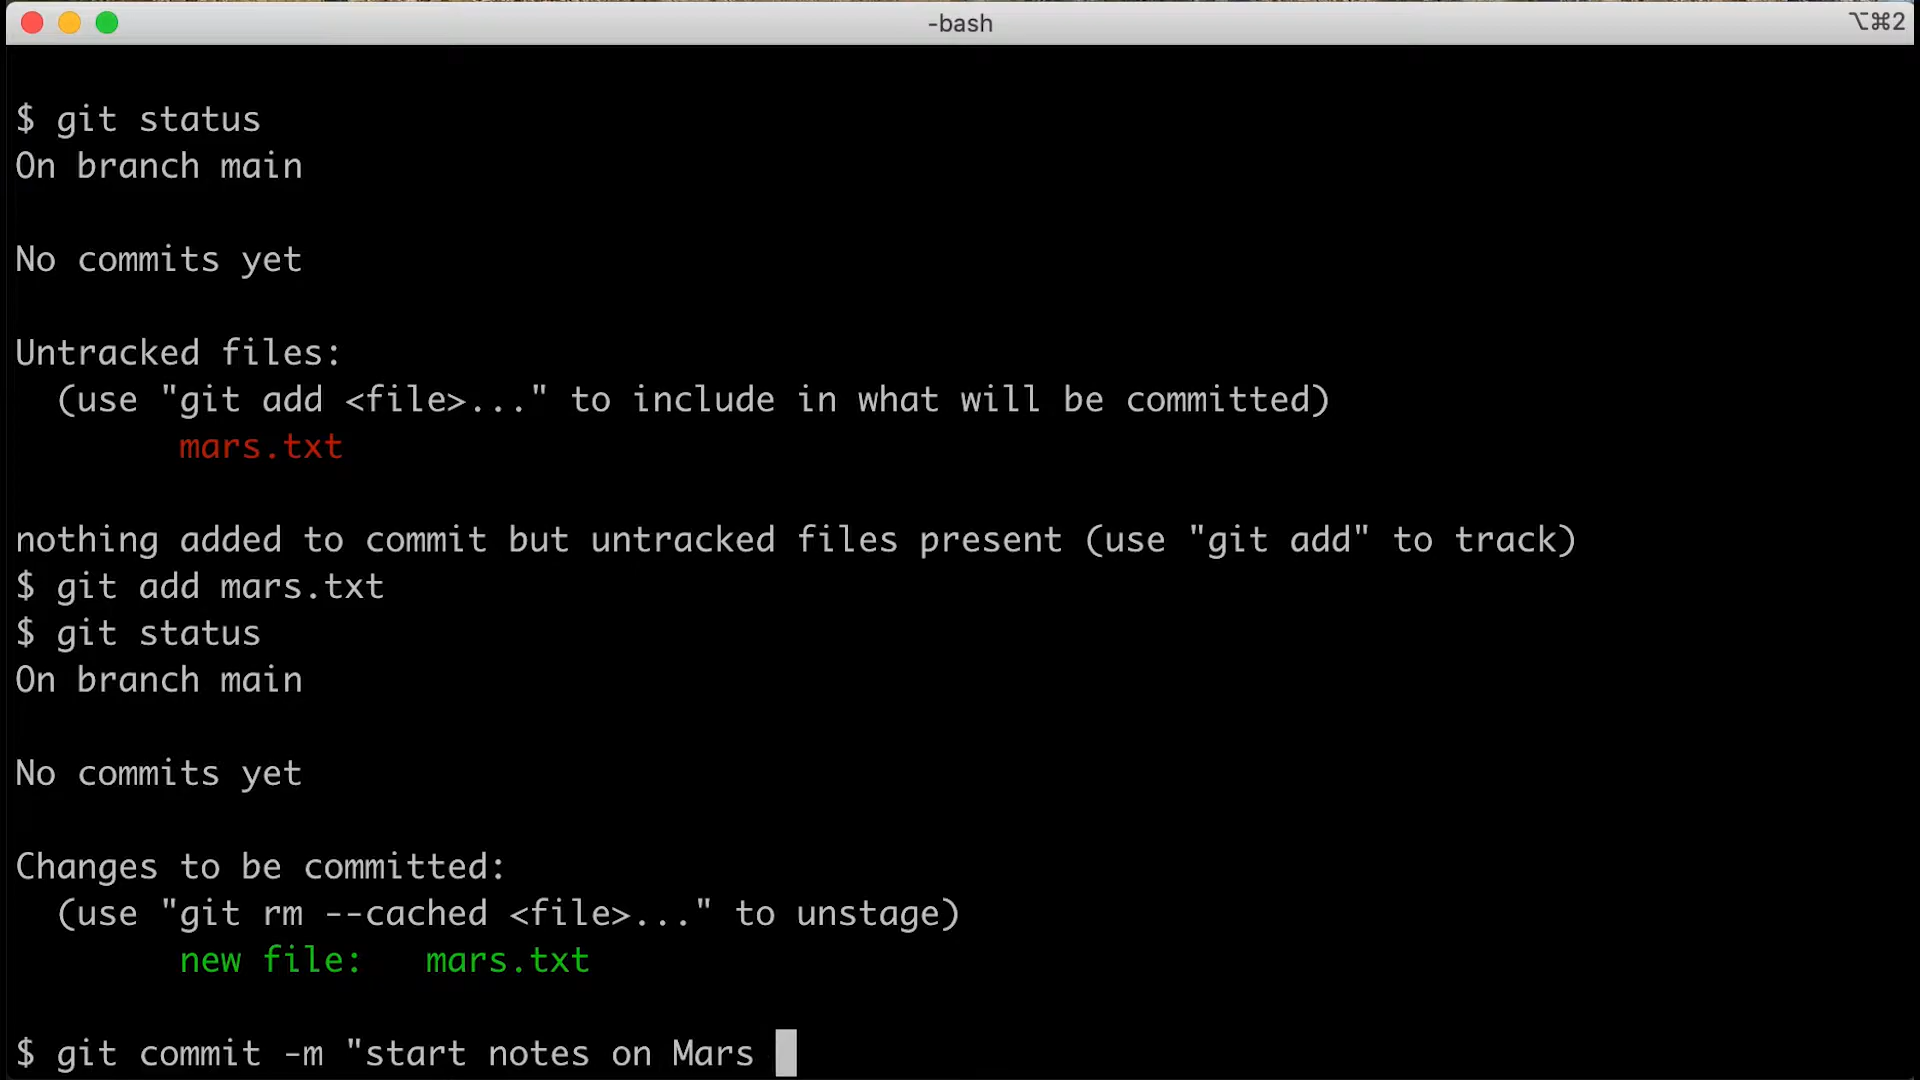 -bash
⌥⌘2
$ git status
On branch main
No commits yet
Untracked files:
  (use "git add <file>..." to include in what will be committed)
        mars.txt
nothing added to commit but untracked files present (use "git add" to track)
$ git add mars.txt
$ git status
On branch main
No commits yet
Changes to be committed:
  (use "git rm --cached <file>..." to unstage)
        new file:   mars.txt
$ git commit -m "start notes on Mars